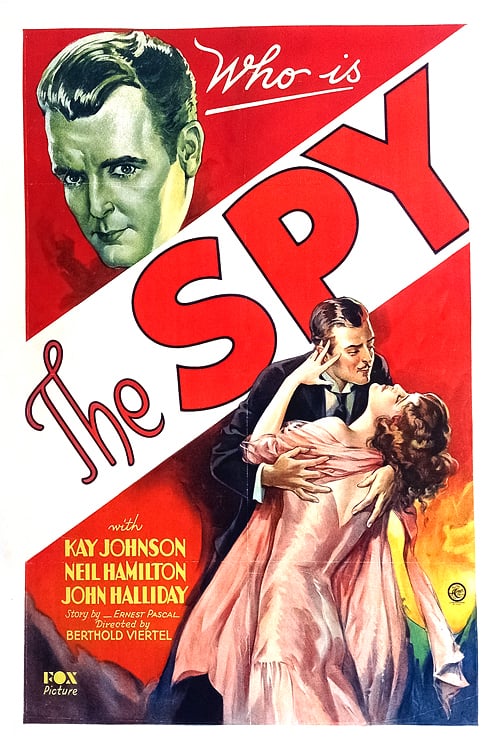 Who is
The SPY
with
KAY JOHNSON
NEIL HAMILTON
JOHN HALLIDAY
Story by ERNEST PASCAL
Directed by
BERTHOLD VIERTEL
FOX
Picture